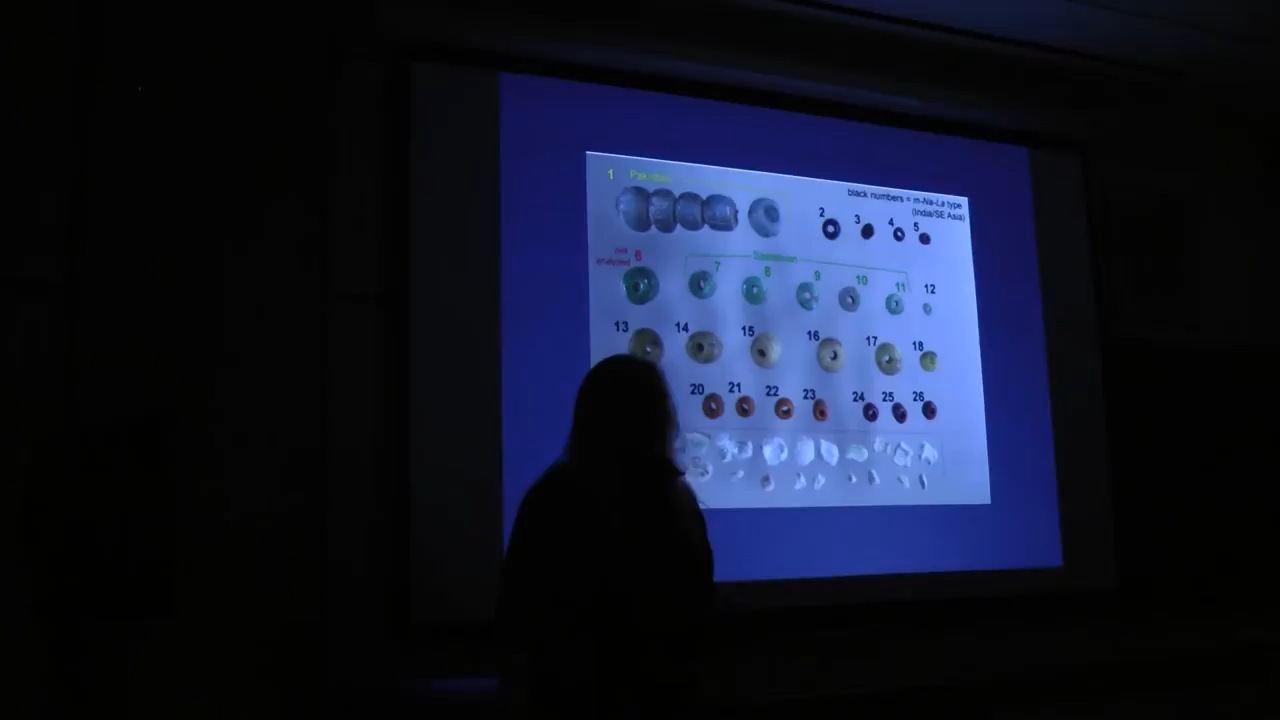 1 Pakistan
black numbers = m-Na-La type
(India/SE Asia)
2 3 4 5
not
analyzed
6
Sasanian
7 8 9 10 11 12
13 14 15 16 17 18
20 21 22 23 24 25 26